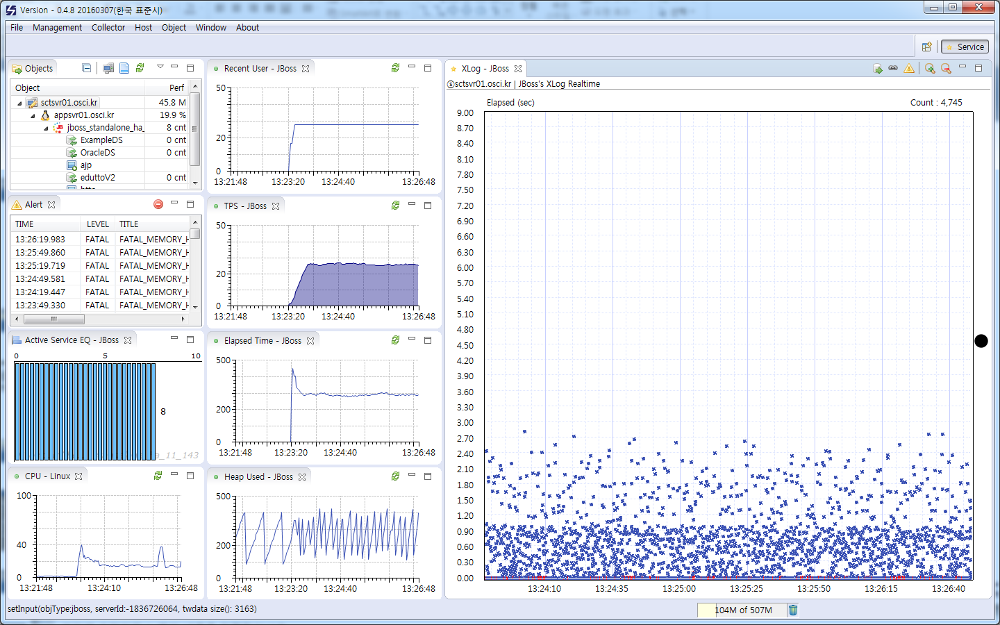 Version - 0.4.8 20160307(한국 표준시)
File Management Collector Host Object Window About
Service
Objects
Object Perf
sctsvr01.osci.kr 45.8 M
appsvr01.osci.kr 19.9 %
jboss_standalone_ha_ 8 cnt
ExampleDS 0 cnt
OracleDS 0 cnt
ajp
eduttoV2 0 cnt
Alert
TIME LEVEL TITLE
13:26:19.983 FATAL FATAL_MEMORY_H
13:25:49.860 FATAL FATAL_MEMORY_H
13:25:19.719 FATAL FATAL_MEMORY_H
13:24:49.581 FATAL FATAL_MEMORY_H
13:24:19.447 FATAL FATAL_MEMORY_H
13:23:49.330 FATAL FATAL_MEMORY_H
Active Service EQ - JBoss
0 5 10
8
a_11_143
CPU - Linux
100
40
0
13:21:48 13:24:10 13:26:48
Recent User - JBoss
50
20
0
13:21:48 13:23:20 13:24:40 13:26:48
TPS - JBoss
50
20
0
13:21:48 13:23:20 13:24:40 13:26:48
Elapsed Time - JBoss
500
200
0
13:21:48 13:23:20 13:24:40 13:26:48
Heap Used - JBoss
500
200
0
13:21:48 13:23:20 13:24:40 13:26:48
XLog - JBoss
ⓢsctsvr01.osci.kr | JBoss's XLog Realtime
Elapsed (sec) Count : 4,745
9.00
8.70
8.40
8.10
7.80
7.50
7.20
6.90
6.60
6.30
6.00
5.70
5.40
5.10
4.80
4.50
4.20
3.90
3.60
3.30
3.00
2.70
2.40
2.10
1.80
1.50
1.20
0.90
0.60
0.30
0.00
13:24:10 13:24:35 13:25:00 13:25:25 13:25:50 13:26:15 13:26:40
setInput(objType:jboss, serverId:-1836726064, twdata size(): 3163)
104M of 507M